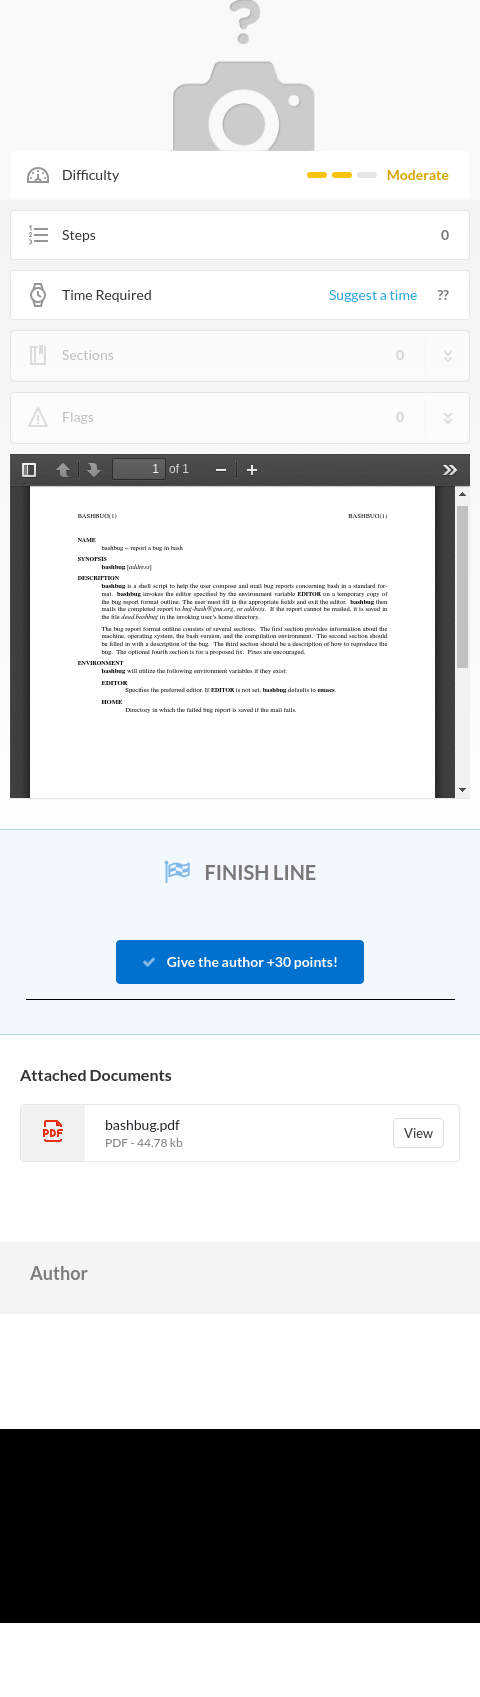 ?
Difficulty
Moderate
Steps
0
Time Required
Suggest a time
??
Sections
0
Flags
0
1 of 1
BASHBUG(1) BASHBUG(1)
NAME
bashbug − report a bug in bash
SYNOPSIS
bashbug [address]
DESCRIPTION
bashbug is a shell script to help the user compose and mail bug reports concerning bash in a standard for-
mat. bashbug invokes the editor specified by the environment variable EDITOR on a temporary copy of
the bug report format outline. The user must fill in the appropriate fields and exit the editor. bashbug then
mails the completed report to bug-bash@gnu.org, or address. If the report cannot be mailed, it is saved in
the file dead.bashbug in the invoking user's home directory.
The bug report format outline consists of several sections. The first section provides information about the
machine, operating system, the bash version, and the compilation environment. The second section should
be filled in with a description of the bug. The third section should be a description of how to reproduce the
bug. The optional fourth section is for a proposed fix. Fixes are encouraged.
ENVIRONMENT
bashbug will utilize the following environment variables if they exist:
EDITOR
Specifies the preferred editor. If EDITOR is not set, bashbug defaults to emacs.
HOME
Directory in which the failed bug report is saved if the mail fails.
FINISH LINE
Give the author +30 points!
Attached Documents
PDF
bashbug.pdf
PDF - 44.78 kb
View
Author